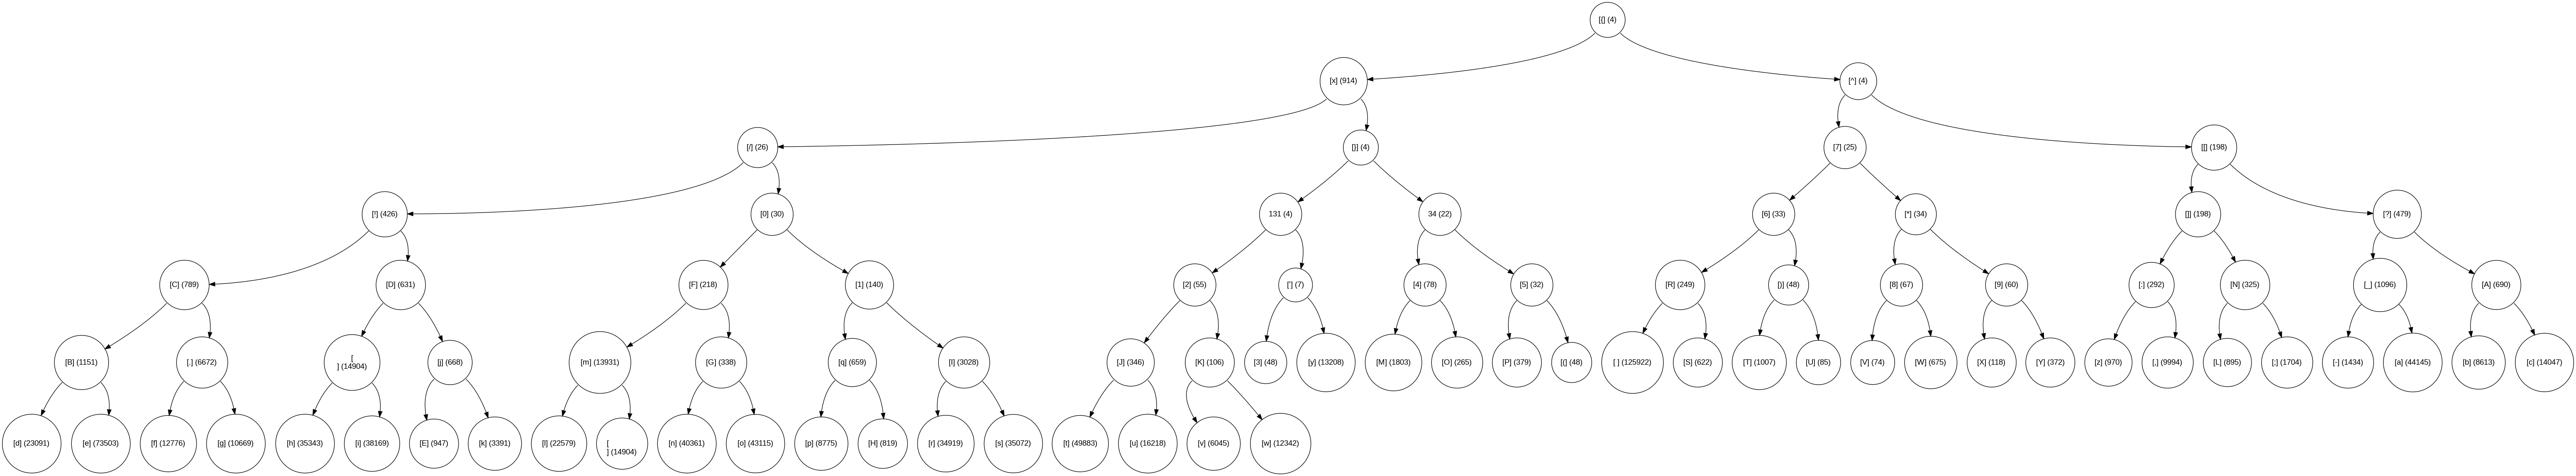 [{] (4)
[x] (914)
[^] (4)
[/] (26)
[}] (4)
[7] (25)
[[] (198)
[!] (426)
[0] (30)
131 (4)
34 (22)
[6] (33)
[*] (34)
[]] (198)
[?] (479)
[C] (789)
[D] (631)
[F] (218)
[1] (140)
[2] (55)
['] (7)
[4] (78)
[5] (32)
[R] (249)
[)] (48)
[8] (67)
[9] (60)
[:] (292)
[N] (325)
[_] (1096)
[A] (690)
[B] (1151)
[.] (6672)
[
] (14904)
[j] (668)
[m] (13931)
[G] (338)
[q] (659)
[I] (3028)
[J] (346)
[K] (106)
[3] (48)
[y] (13208)
[M] (1803)
[O] (265)
[P] (379)
[(] (48)
[ ] (125922)
[S] (622)
[T] (1007)
[U] (85)
[V] (74)
[W] (675)
[X] (118)
[Y] (372)
[z] (970)
[,] (9994)
[L] (895)
[;] (1704)
[-] (1434)
[a] (44145)
[b] (8613)
[c] (14047)
[d] (23091)
[e] (73503)
[f] (12776)
[g] (10669)
[h] (35343)
[i] (38169)
[E] (947)
[k] (3391)
[l] (22579)
[
] (14904)
[n] (40361)
[o] (43115)
[p] (8775)
[H] (819)
[r] (34919)
[s] (35072)
[t] (49883)
[u] (16218)
[v] (6045)
[w] (12342)